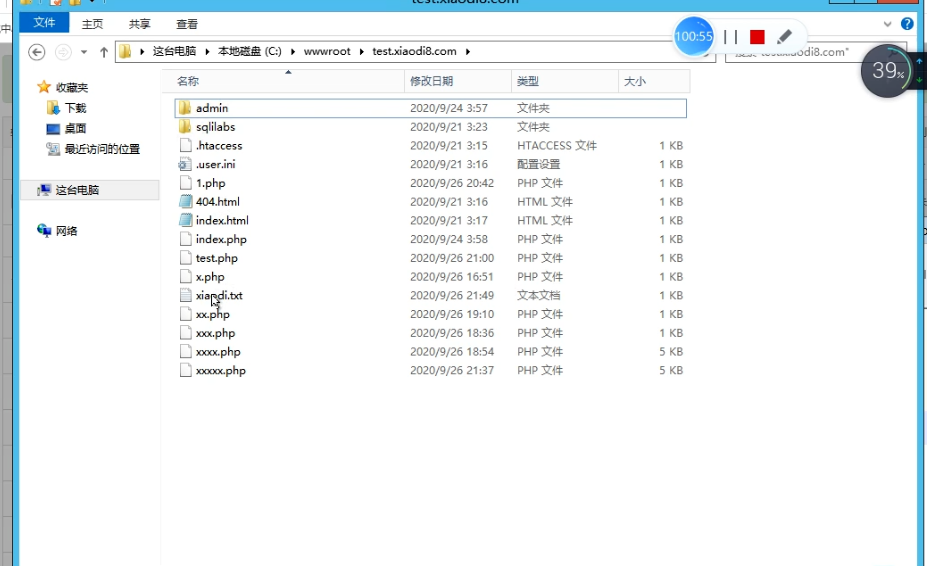 test.xiaodi8.com
文件 主页 共享 查看
这台电脑 本地磁盘 (C:) wwwroot test.xiaodi8.com
100:55
39%
收藏夹
下载
桌面
最近访问的位置
这台电脑
网络
名称 修改日期 类型 大小
admin 2020/9/24 3:57 文件夹
sqlilabs 2020/9/21 3:23 文件夹
.htaccess 2020/9/21 3:15 HTACCESS 文件 1 KB
.user.ini 2020/9/21 3:16 配置设置 1 KB
1.php 2020/9/26 20:42 PHP 文件 1 KB
404.html 2020/9/21 3:16 HTML 文件 1 KB
index.html 2020/9/21 3:17 HTML 文件 1 KB
index.php 2020/9/24 3:58 PHP 文件 1 KB
test.php 2020/9/26 21:00 PHP 文件 1 KB
x.php 2020/9/26 16:51 PHP 文件 1 KB
xiaodi.txt 2020/9/26 21:49 文本文档 1 KB
xx.php 2020/9/26 19:10 PHP 文件 1 KB
xxx.php 2020/9/26 18:36 PHP 文件 1 KB
xxxx.php 2020/9/26 18:54 PHP 文件 5 KB
xxxxx.php 2020/9/26 21:37 PHP 文件 5 KB